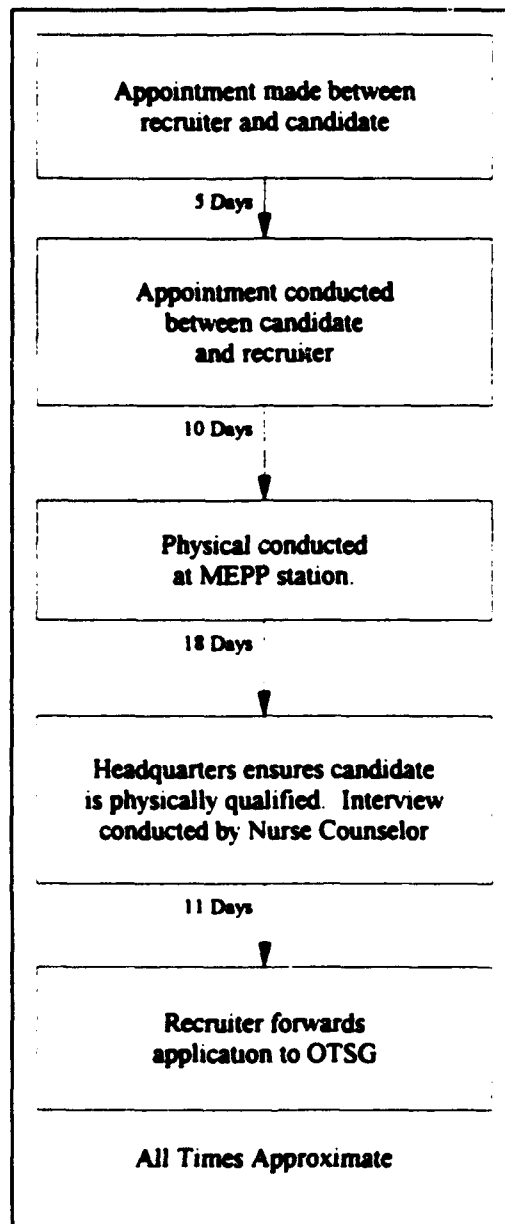 Appointment made between
recruiter and candidate
5 Days
Appointment conducted
between candidate
and recruiter
10 Days
Physical conducted
at MEPP station.
18 Days
Headquarters ensures candidate
is physically qualified. Interview
conducted by Nurse Counselor
11 Days
Recruiter forwards
application to OTSG
All Times Approximate